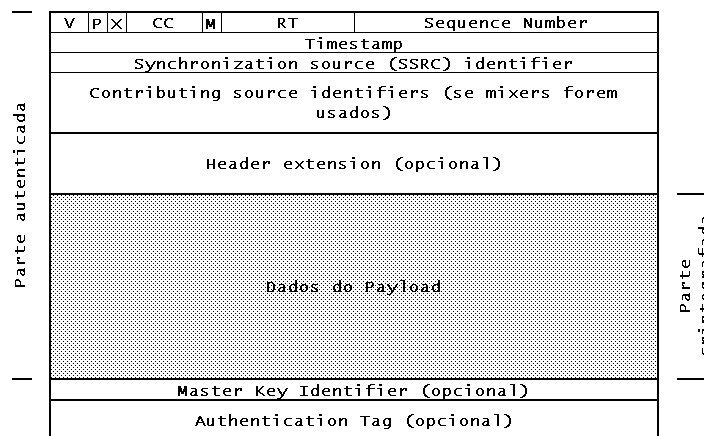 V P X CC M RT Sequence Number
Timestamp
Synchronization source (SSRC) identifier
Contributing source identifiers (se mixers forem
usados)
Header extension (opcional)
Parte autenticada
Dados do Payload
Parte
Master Key Identifier (opcional)
Authentication Tag (opcional)